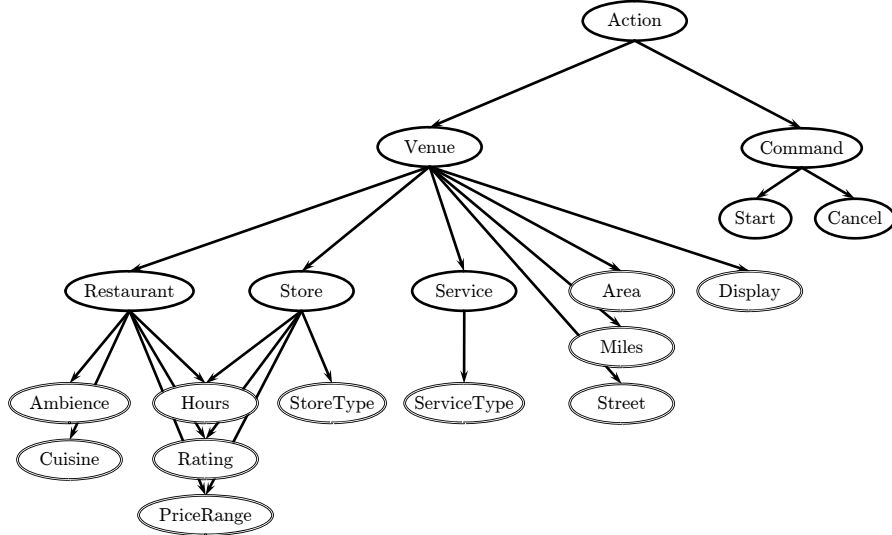 Action
Venue
Command
Start
Cancel
Restaurant
Store
Service
Area
Display
Miles
Ambience
Hours
StoreType
ServiceType
Street
Cuisine
Rating
PriceRange